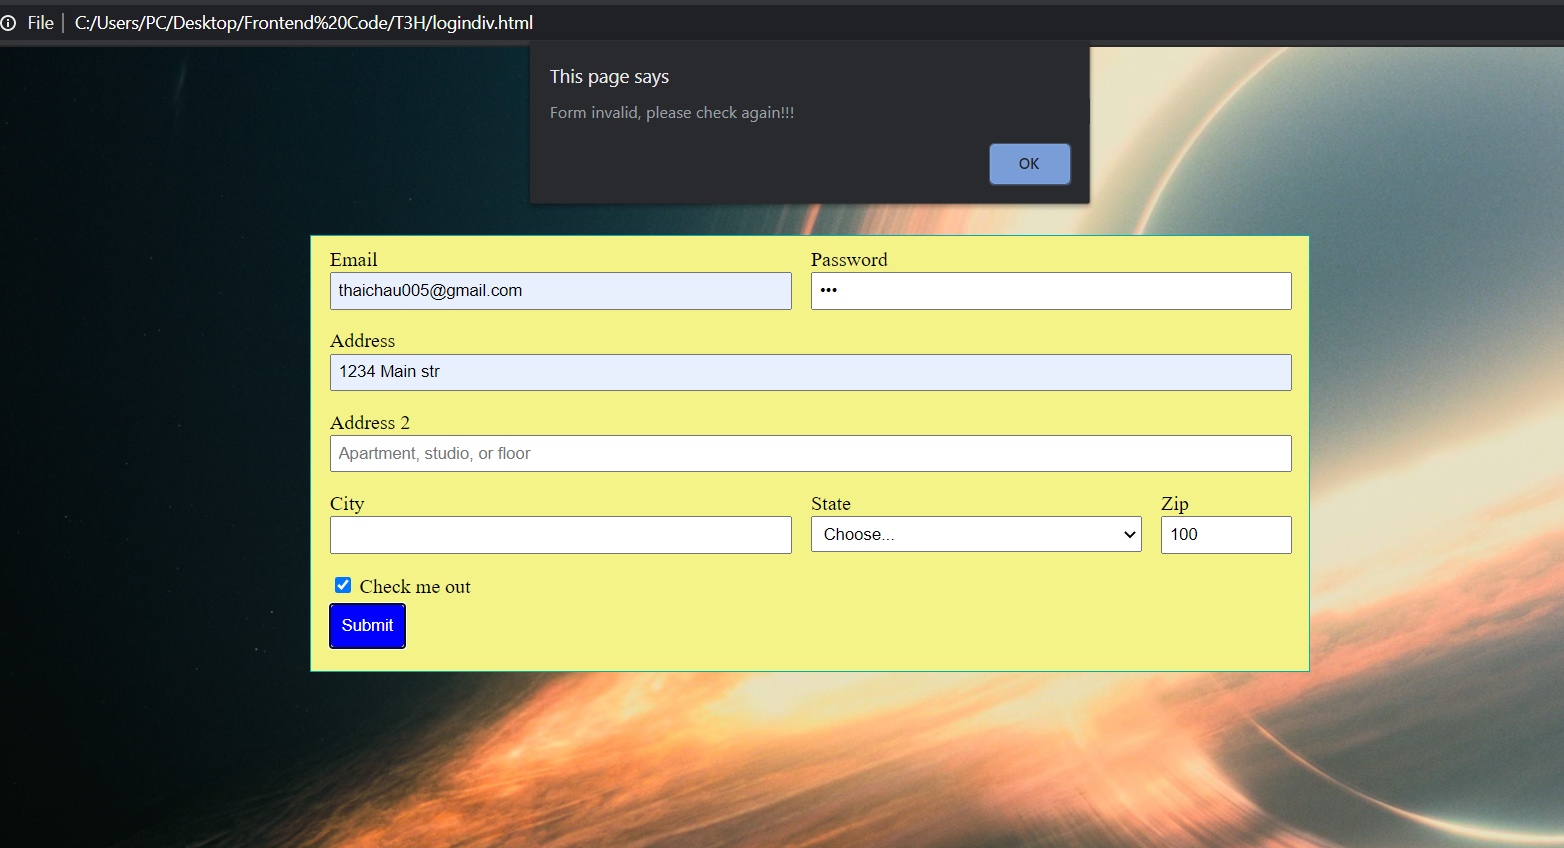 File | C:/Users/PC/Desktop/Frontend%20Code/T3H/logindiv.html
This page says
Form invalid, please check again!!!
OK
Email Password
thaichau005@gmail.com •••
Address
1234 Main str
Address 2
Apartment, studio, or floor
City State Zip
Choose... 100
Check me out
Submit